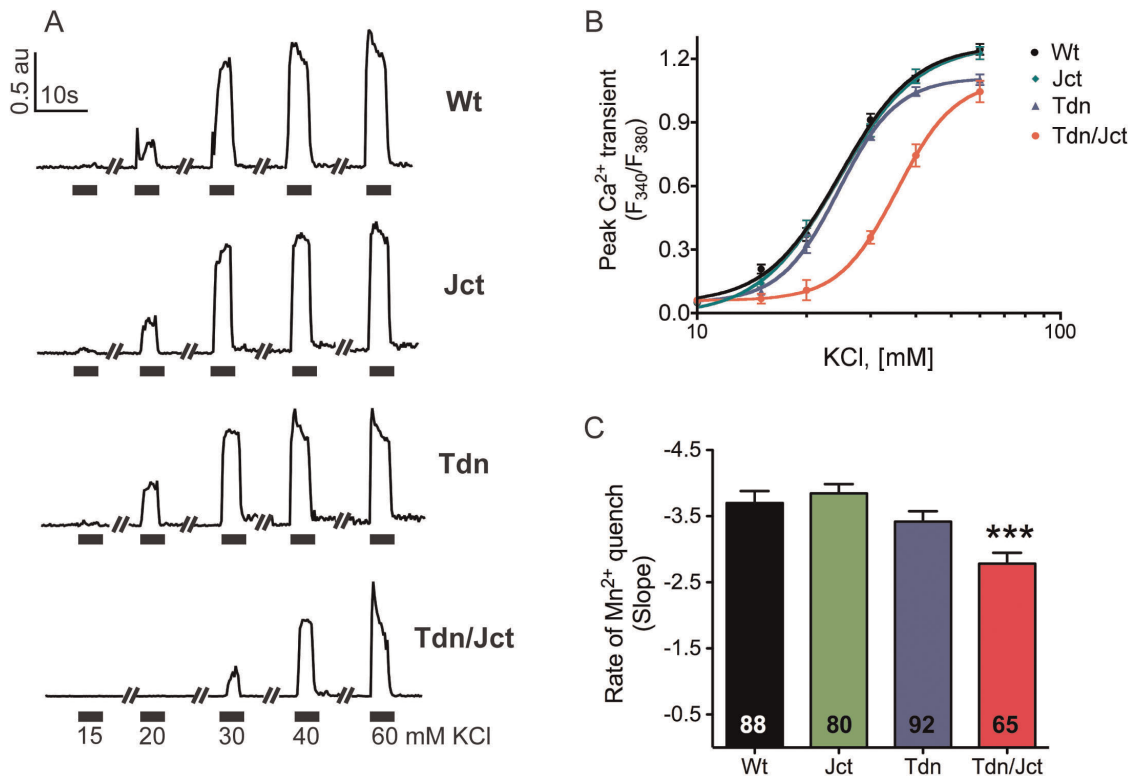 A
0.5 au
10s
Wt
Jct
Tdn
Tdn/Jct
15 20 30 40 60 mM KCl
B
Peak Ca²⁺ transient
(F₃₄₀/F₃₈₀)
1.2
0.9
0.6
0.3
0.0
10 100
KCl, [mM]
Wt
Jct
Tdn
Tdn/Jct
C
Rate of Mn²⁺ quench
(Slope)
-4.5
-3.5
-2.5
-1.5
-0.5
***
88 80 92 65
Wt Jct Tdn Tdn/Jct